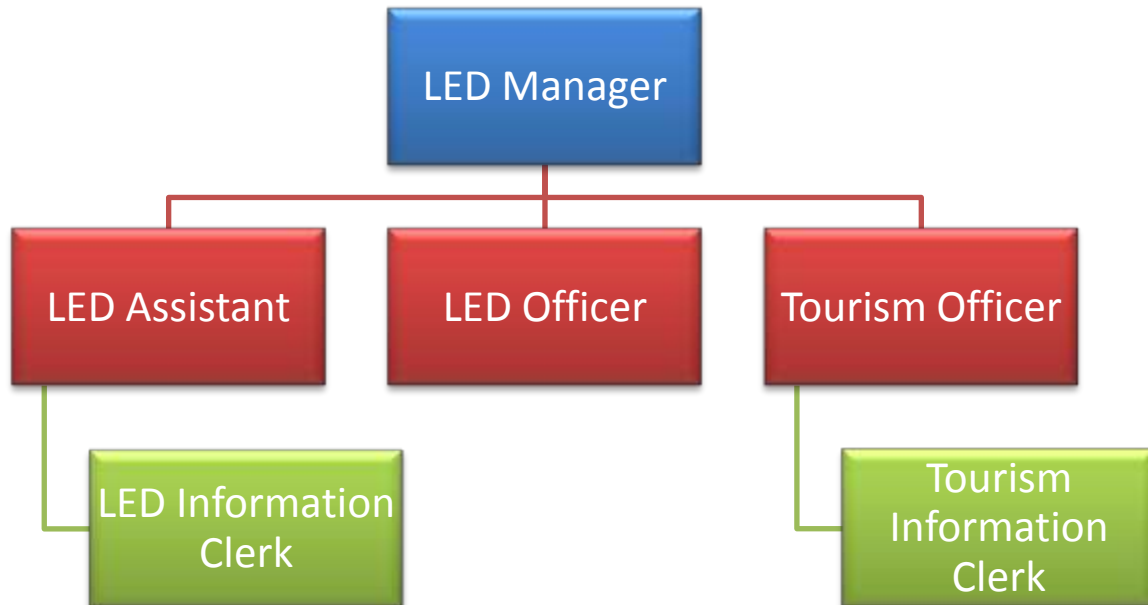 LED Manager
LED Assistant
LED Officer
Tourism Officer
LED Information
Clerk
Tourism
Information
Clerk